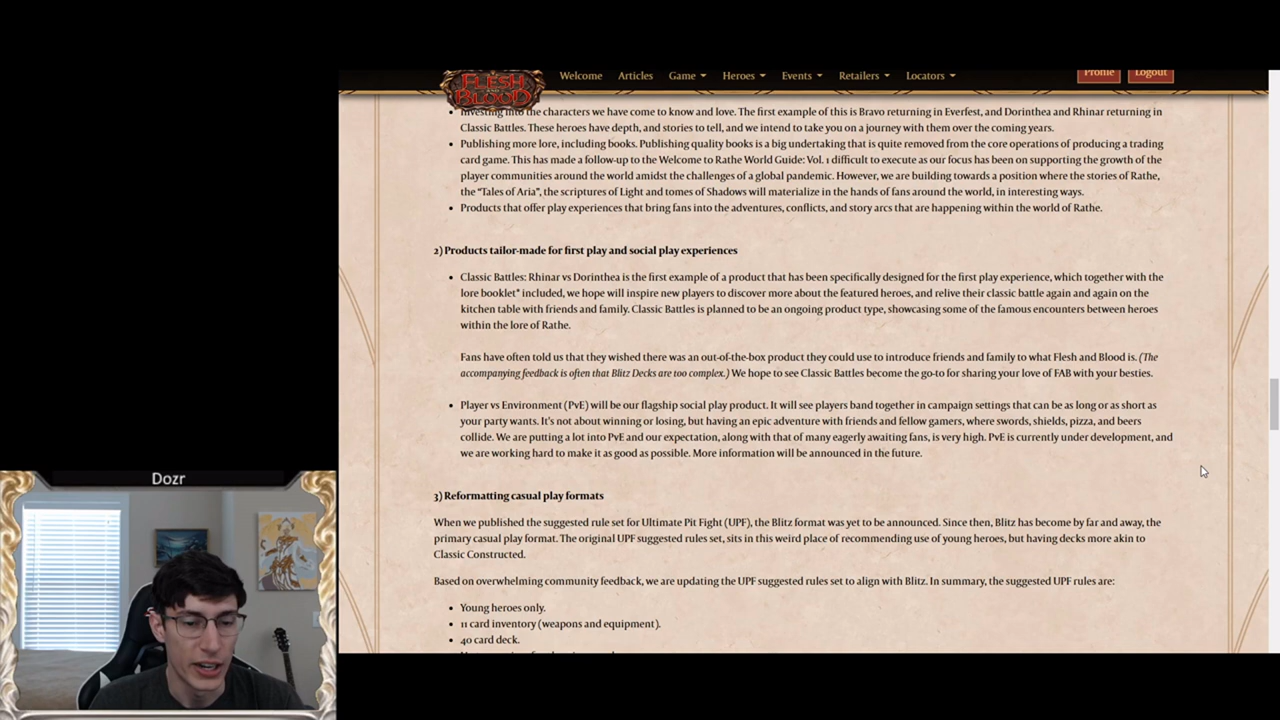 FLESH
AND
BLOOD
Welcome Articles Game Heroes Events Retailers Locators Profile Logout
• Investing into the characters we have come to know and love. The first example of this is Bravo returning in Everfest, and Dorinthea and Rhinar returning in
Classic Battles. These heroes have depth, and stories to tell, and we intend to take you on a journey with them over the coming years.
• Publishing more lore, including books. Publishing quality books is a big undertaking that is quite removed from the core operations of producing a trading
card game. This has made a follow-up to the Welcome to Rathe World Guide: Vol. 1 difficult to execute as our focus has been on supporting the growth of the
player communities around the world amidst the challenges of a global pandemic. However, we are building towards a position where the stories of Rathe,
the “Tales of Aria”, the scriptures of Light and tomes of Shadows will materialize in the hands of fans around the world, in interesting ways.
• Products that offer play experiences that bring fans into the adventures, conflicts, and story arcs that are happening within the world of Rathe.
2) Products tailor-made for first play and social play experiences
• Classic Battles: Rhinar vs Dorinthea is the first example of a product that has been specifically designed for the first play experience, which together with the
lore booklet* included, we hope will inspire new players to discover more about the featured heroes, and relive their classic battle again and again on the
kitchen table with friends and family. Classic Battles is planned to be an ongoing product type, showcasing some of the famous encounters between heroes
within the lore of Rathe.
Fans have often told us that they wished there was an out-of-the-box product they could use to introduce friends and family to what Flesh and Blood is. (The
accompanying feedback is often that Blitz Decks are too complex.) We hope to see Classic Battles become the go-to for sharing your love of FAB with your besties.
• Player vs Environment (PvE) will be our flagship social play product. It will see players band together in campaign settings that can be as long or as short as
your party wants. It's not about winning or losing, but having an epic adventure with friends and fellow gamers, where swords, shields, pizza, and beers
collide. We are putting a lot into PvE and our expectation, along with that of many eagerly awaiting fans, is very high. PvE is currently under development, and
we are working hard to make it as good as possible. More information will be announced in the future.
3) Reformatting casual play formats
When we published the suggested rule set for Ultimate Pit Fight (UPF), the Blitz format was yet to be announced. Since then, Blitz has become by far and away, the
primary casual play format. The original UPF suggested rules set, sits in this weird place of recommending use of young heroes, but having decks more akin to
Classic Constructed.
Based on overwhelming community feedback, we are updating the UPF suggested rules set to align with Blitz. In summary, the suggested UPF rules are:
• Young heroes only.
• 11 card inventory (weapons and equipment).
• 40 card deck.
Dozr